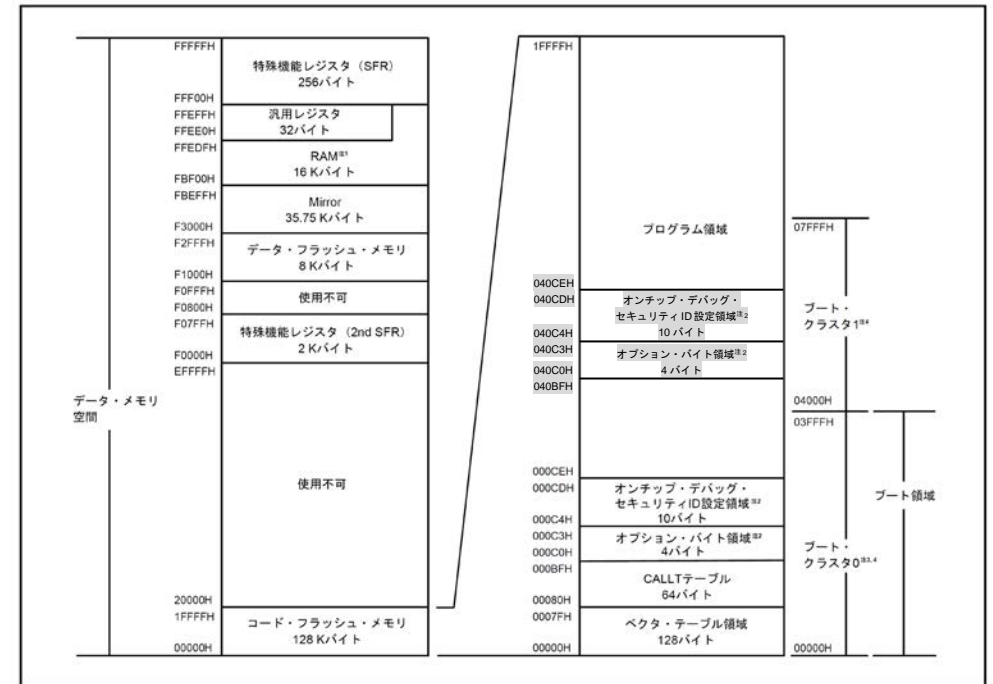 FFFFFH
特殊機能レジスタ（SFR）
256バイト
FFF00H
FFEFFH
汎用レジスタ
32バイト
FFEE0H
FFEDFH
RAM注1
16 Kバイト
FBF00H
FBEFFH
Mirror
35.75 Kバイト
F3000H
F2FFFH
データ・フラッシュ・メモリ
8 Kバイト
F1000H
F0FFFH
使用不可
F0800H
F07FFH
特殊機能レジスタ（2nd SFR）
2 Kバイト
F0000H
EFFFFH
データ・メモリ
空間
使用不可
20000H
1FFFFH
コード・フラッシュ・メモリ
128 Kバイト
00000H
1FFFFH
プログラム領域
040CEH
040CDH
オンチップ・デバッグ・
セキュリティID設定領域注2
10 バイト
040C4H
040C3H
オプション・バイト領域注2
4 バイト
040C0H
040BFH
000CEH
000CDH
オンチップ・デバッグ・
セキュリティID設定領域注2
10バイト
000C4H
000C3H
オプション・バイト領域注2
4バイト
000C0H
000BFH
CALLTテーブル
64バイト
00080H
0007FH
ベクタ・テーブル領域
128バイト
00000H
07FFFH
ブート・
クラスタ1注4
04000H
03FFFH
ブート領域
ブート・
クラスタ0注3,4
00000H